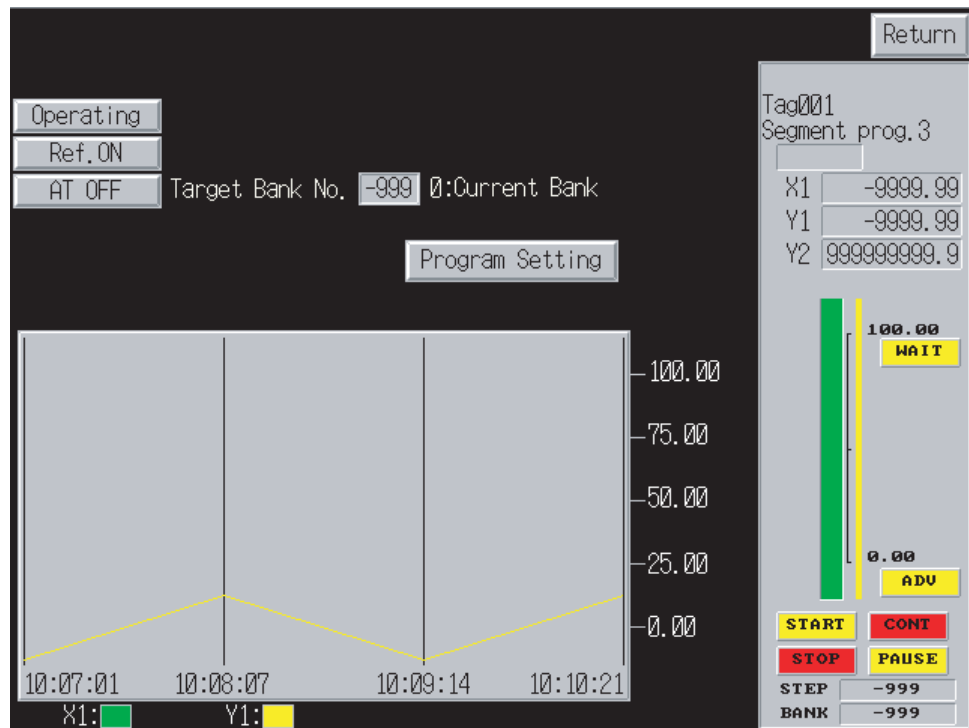 Return
Operating
Ref.ON
AT OFF
Target Bank No. -999 0:Current Bank
Program Setting
100.00
75.00
50.00
25.00
0.00
10:07:01 10:08:07 10:09:14 10:10:21
X1: Y1:
Tag001
Segment prog.3
X1 -9999.99
Y1 -9999.99
Y2 999999999.9
100.00
WAIT
0.00
ADV
START CONT
STOP PAUSE
STEP -999
BANK -999